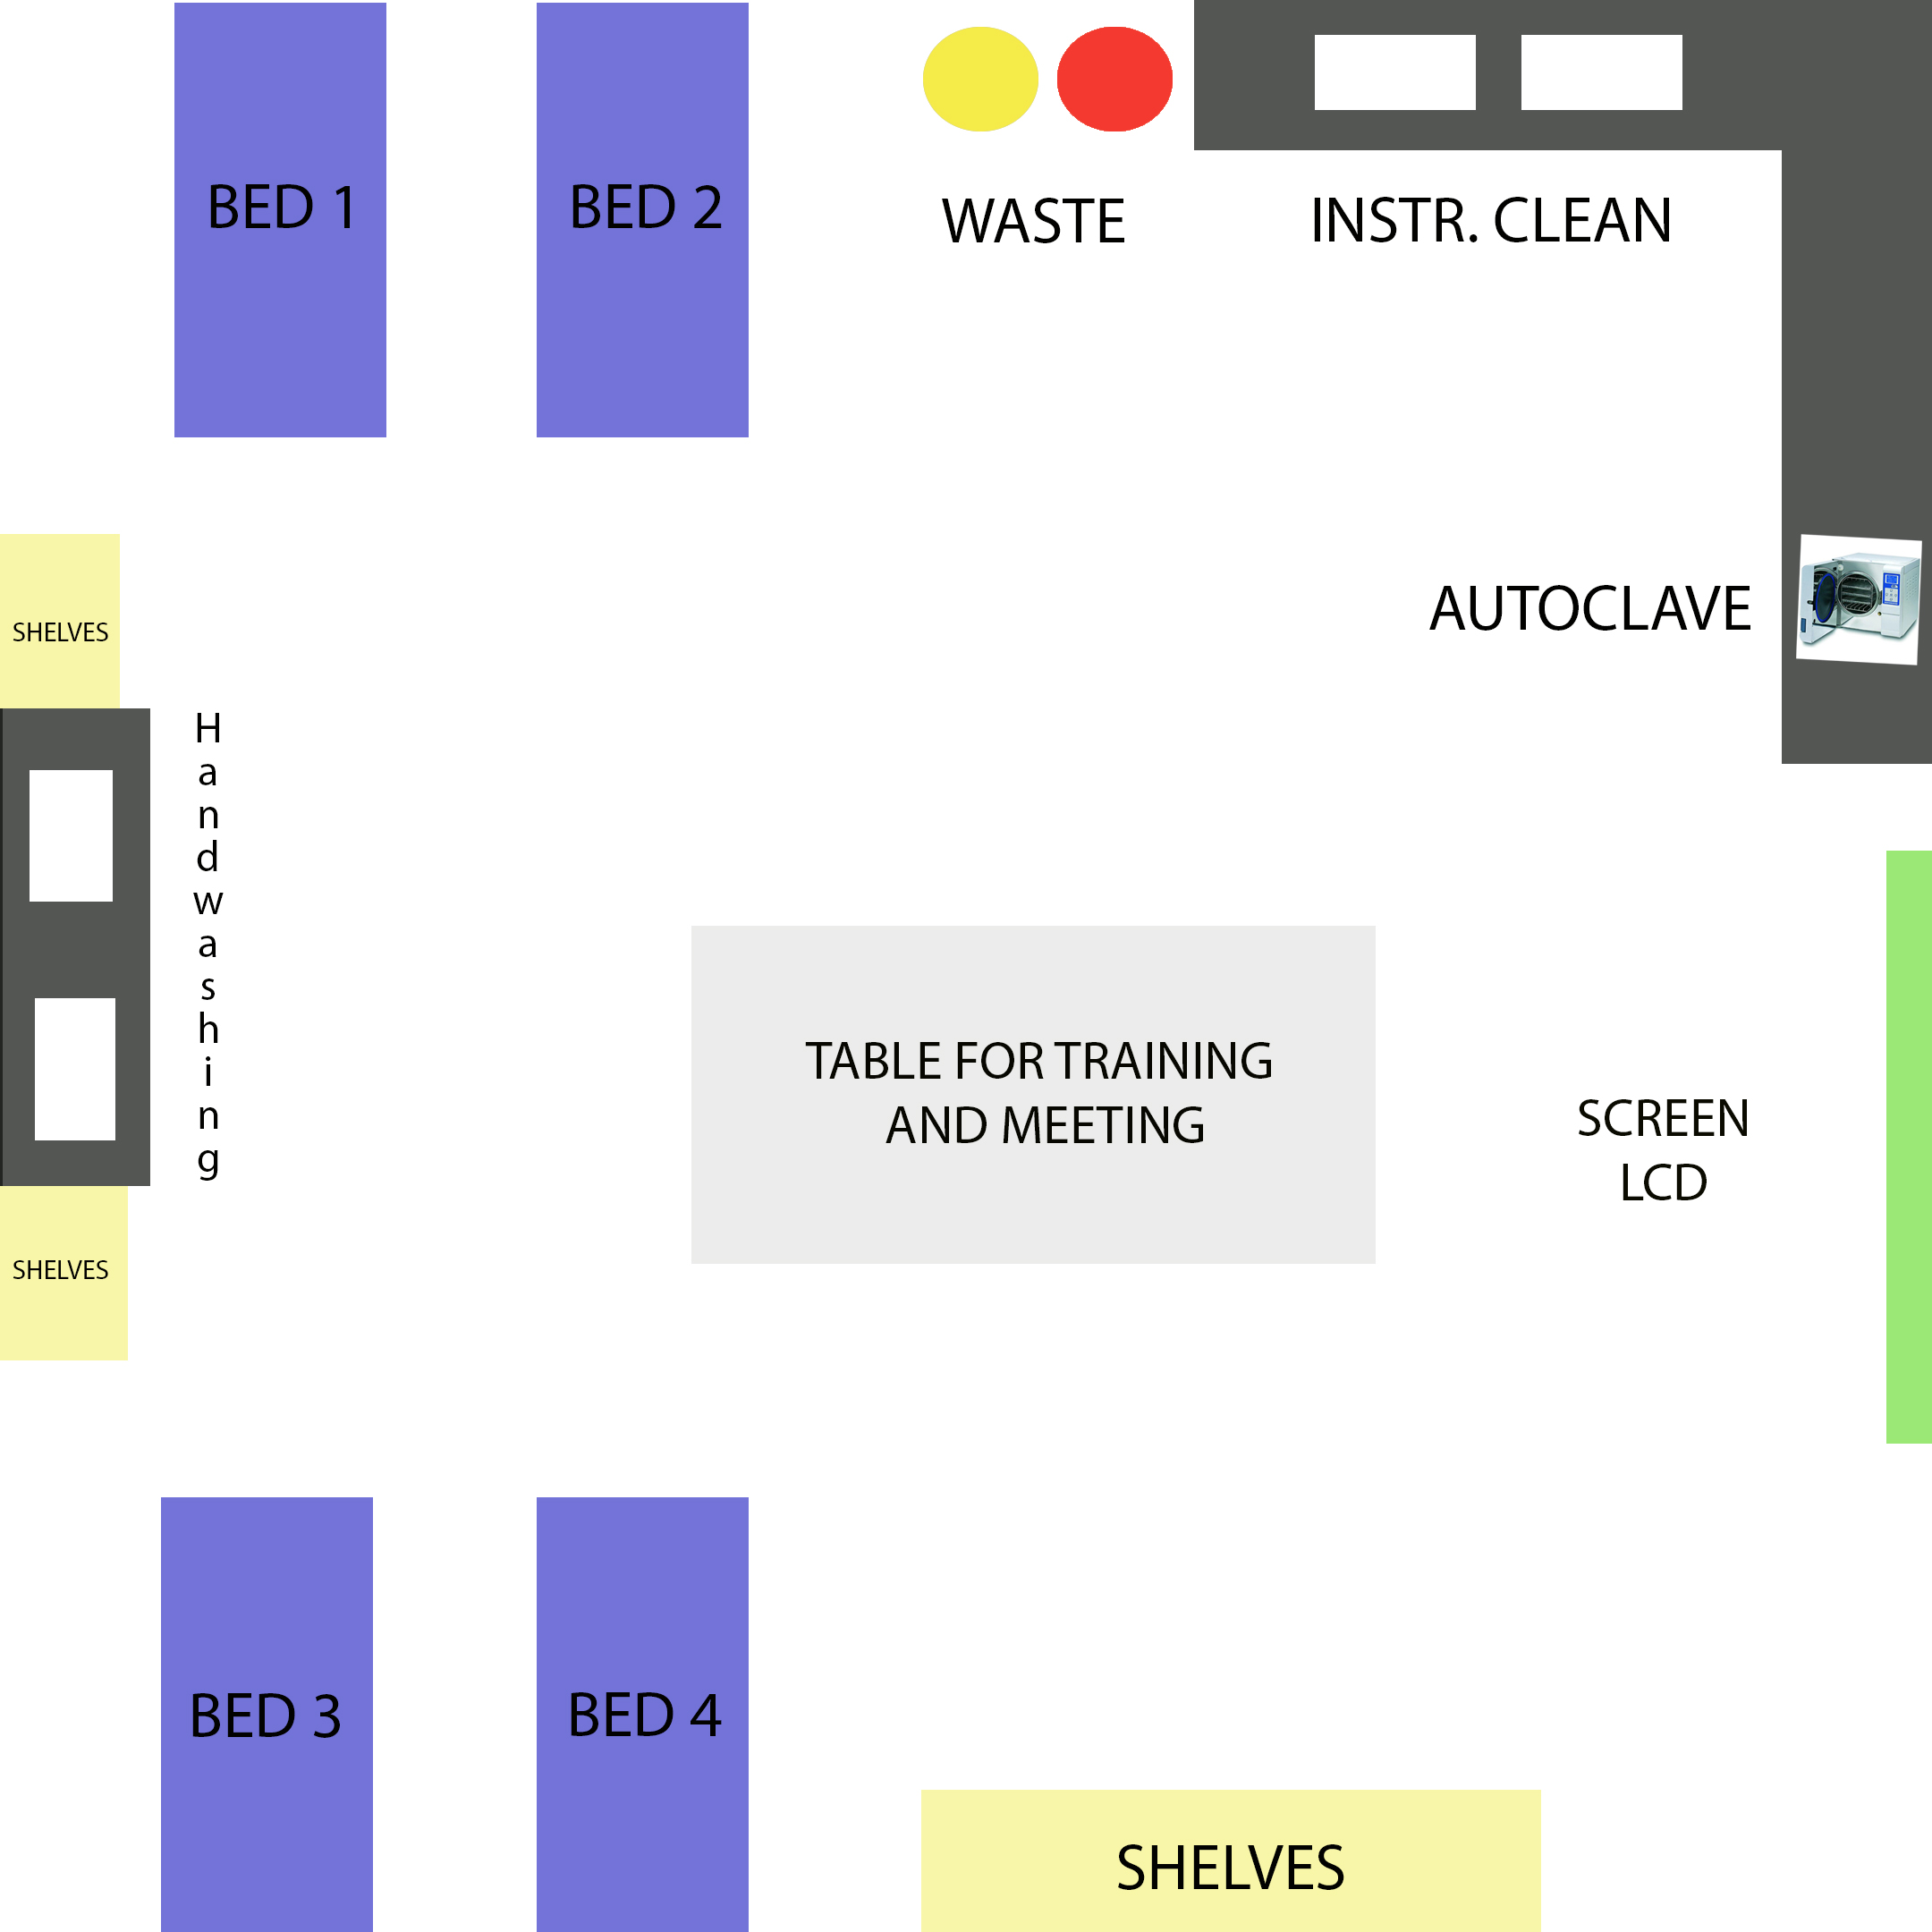 BED 1
BED 2
WASTE
INSTR. CLEAN
AUTOCLAVE
SHELVES
Handwashing
TABLE FOR TRAINING
AND MEETING
SCREEN
LCD
SHELVES
BED 3
BED 4
SHELVES